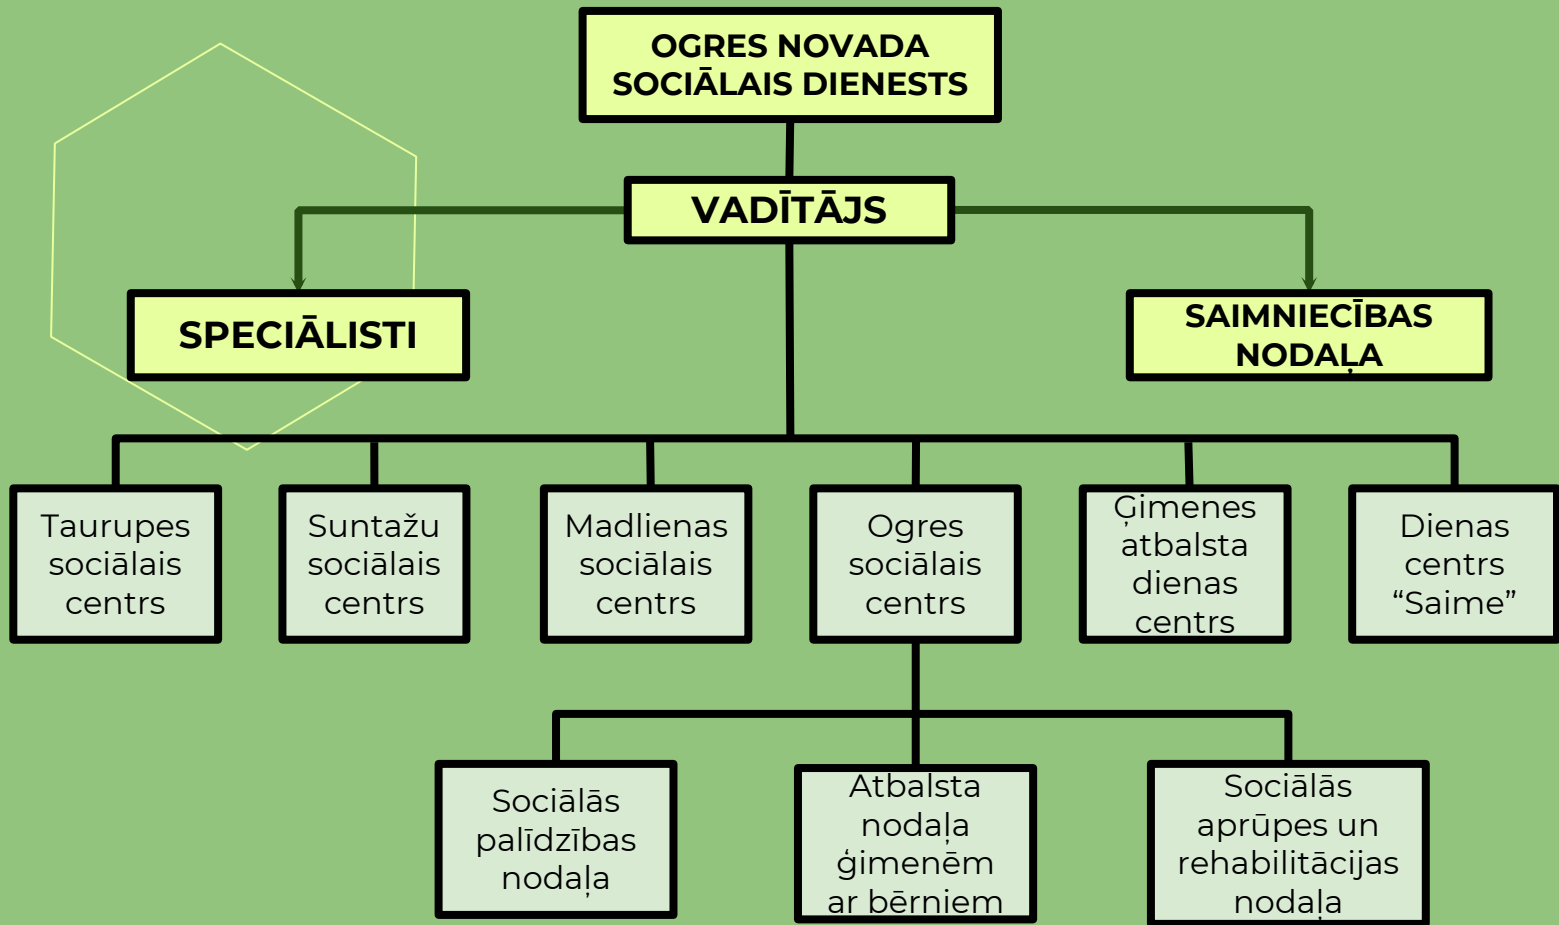 OGRES NOVADA
SOCIĀLAIS DIENESTS
VADĪTĀJS
SPECIĀLISTI
SAIMNIECĪBAS
NODAĻA
Taurupes
sociālais
centrs
Suntažu
sociālais
centrs
Madlienas
sociālais
centrs
Ogres
sociālais
centrs
Ģimenes
atbalsta
dienas
centrs
Dienas
centrs
“Saime”
Sociālās
palīdzības
nodaļa
Atbalsta
nodaļa
ģimenēm
ar bērniem
Sociālās
aprūpes un
rehabilitācijas
nodaļa